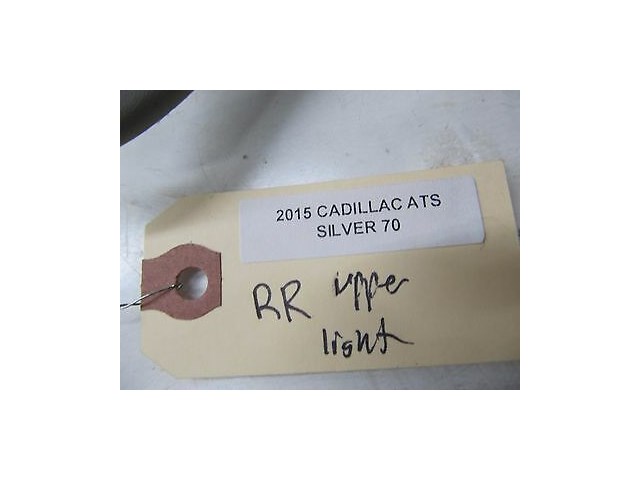 2015 CADILLAC ATS
SILVER 70
RR upper
light